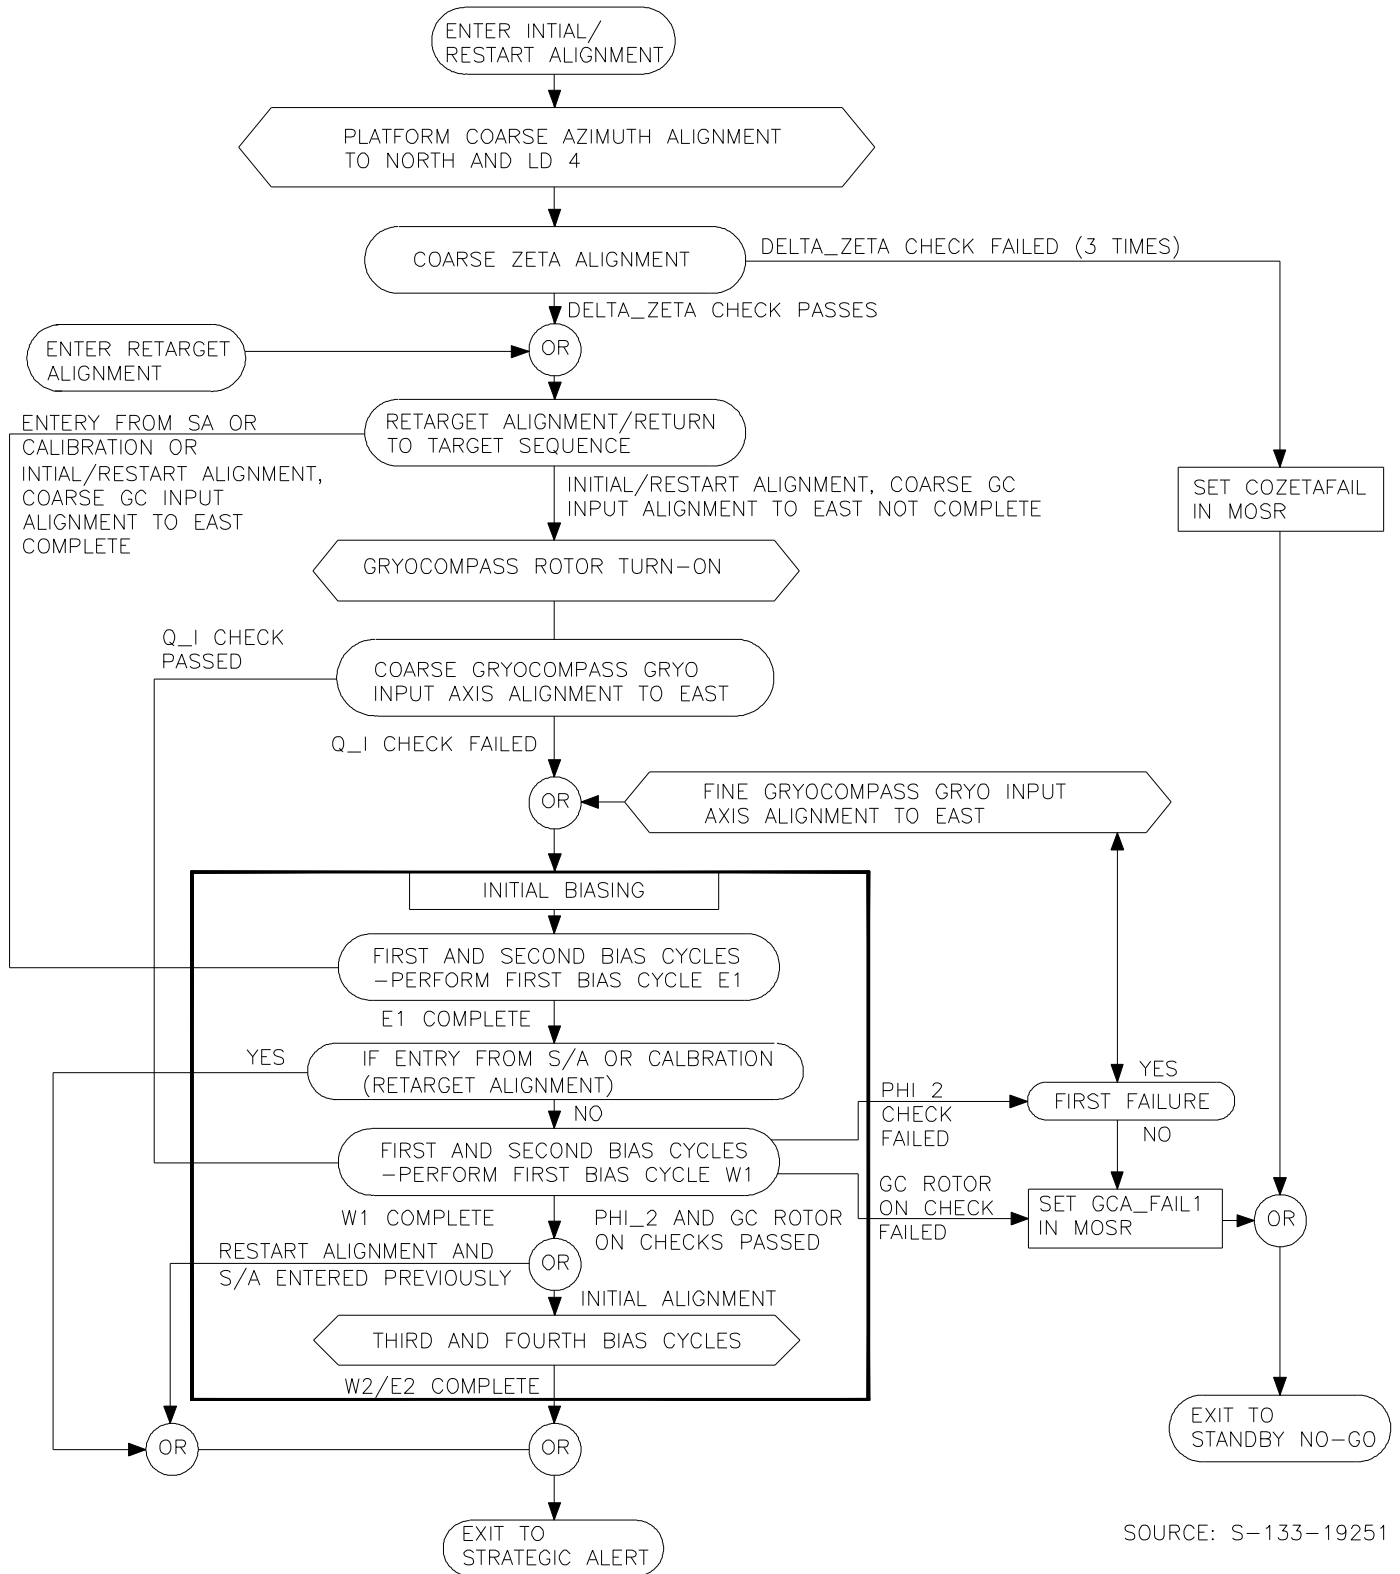 ENTER INTIAL/
RESTART ALIGNMENT
PLATFORM COARSE AZIMUTH ALIGNMENT
TO NORTH AND LD 4
COARSE ZETA ALIGNMENT
DELTA_ZETA CHECK FAILED (3 TIMES)
DELTA_ZETA CHECK PASSES
OR
ENTER RETARGET
ALIGNMENT
RETARGET ALIGNMENT/RETURN
TO TARGET SEQUENCE
ENTERY FROM SA OR
CALIBRATION OR
INTIAL/RESTART ALIGNMENT,
COARSE GC INPUT
ALIGNMENT TO EAST
COMPLETE
INITIAL/RESTART ALIGNMENT, COARSE GC
INPUT ALIGNMENT TO EAST NOT COMPLETE
SET COZETAFAIL
IN MOSR
GRYOCOMPASS ROTOR TURN-ON
Q_I CHECK
PASSED
COARSE GRYOCOMPASS GRYO
INPUT AXIS ALIGNMENT TO EAST
Q_I CHECK FAILED
OR
FINE GRYOCOMPASS GRYO INPUT
AXIS ALIGNMENT TO EAST
INITIAL BIASING
FIRST AND SECOND BIAS CYCLES
-PERFORM FIRST BIAS CYCLE E1
E1 COMPLETE
YES
IF ENTRY FROM S/A OR CALBRATION
(RETARGET ALIGNMENT)
NO
PHI 2
CHECK
FAILED
YES
FIRST FAILURE
NO
FIRST AND SECOND BIAS CYCLES
-PERFORM FIRST BIAS CYCLE W1
GC ROTOR
ON CHECK
FAILED
SET GCA_FAIL1
IN MOSR
OR
W1 COMPLETE
PHI_2 AND GC ROTOR
ON CHECKS PASSED
RESTART ALIGNMENT AND
S/A ENTERED PREVIOUSLY
OR
INITIAL ALIGNMENT
THIRD AND FOURTH BIAS CYCLES
W2/E2 COMPLETE
OR
OR
EXIT TO
STANDBY NO-GO
EXIT TO
STRATEGIC ALERT
SOURCE: S-133-19251